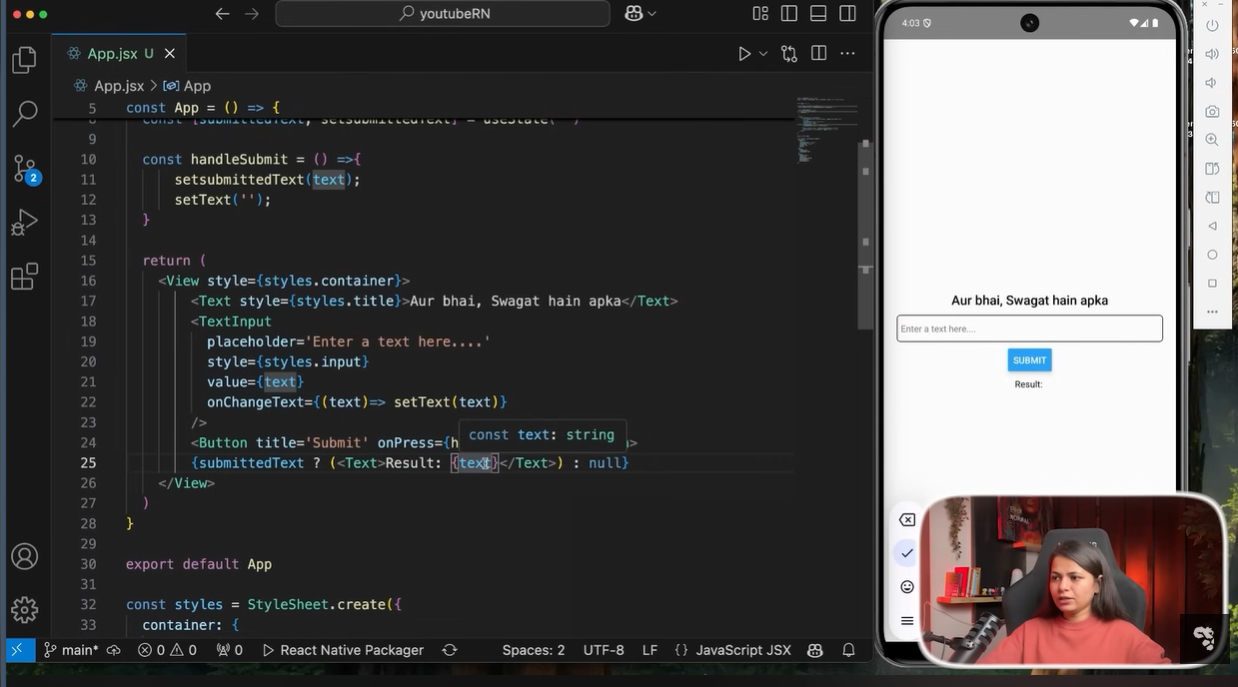 youtubeRN
App.jsx U
App.jsx > App
5 const App = () => {
9
10 const handleSubmit = () =>{
11 setsubmittedText(text);
12 setText('');
13 }
14
15 return (
16 <View style={styles.container}>
17 <Text style={styles.title}>Aur bhai, Swagat hain apka</Text>
18 <TextInput
19 placeholder='Enter a text here....'
20 style={styles.input}
21 value={text}
22 onChangeText={(text)=> setText(text)}
23 />
const text: string
24 <Button title='Submit' onPress={h
25 {submittedText ? (<Text>Result: {text}</Text>) : null}
26 </View>
27 )
28 }
29
30 export default App
31
32 const styles = StyleSheet.create({
33 container: {
2
main* 0 0 0 React Native Packager Spaces: 2 UTF-8 LF {} JavaScript JSX
4:03
Aur bhai, Swagat hain apka
Enter a text here....
SUBMIT
Result: